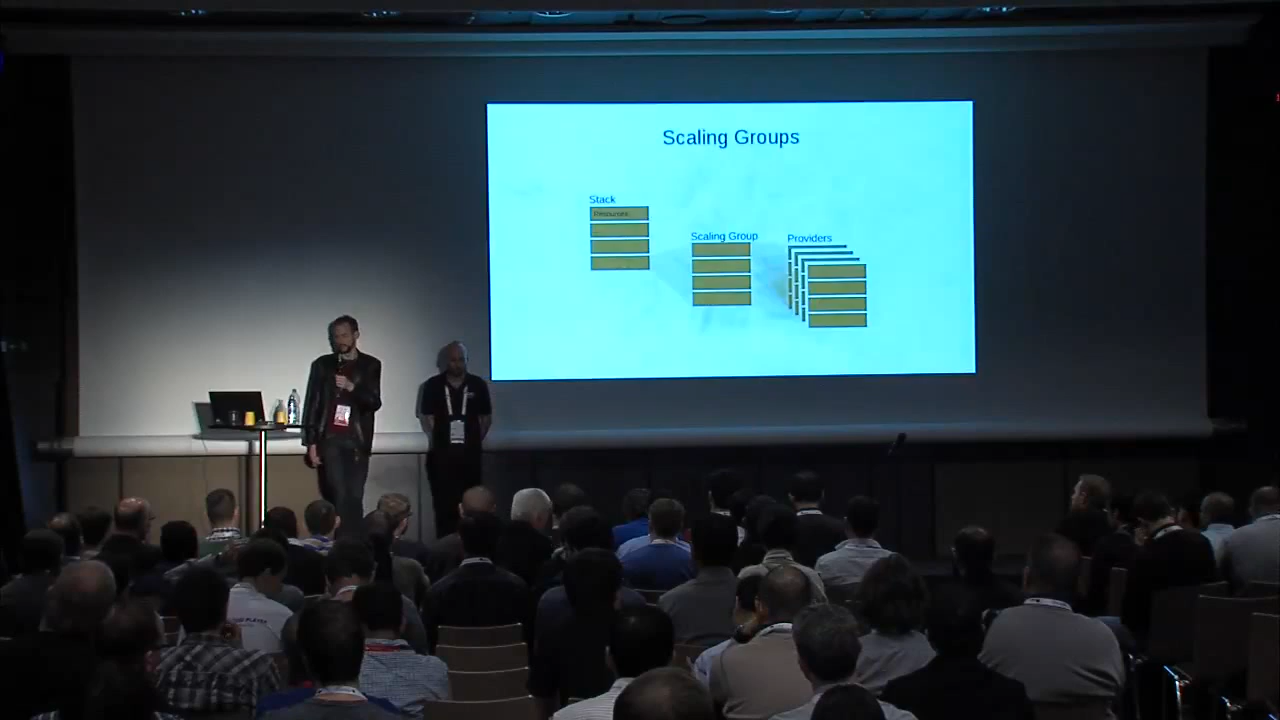 Scaling Groups
Stack
Resources
Scaling Group
Providers